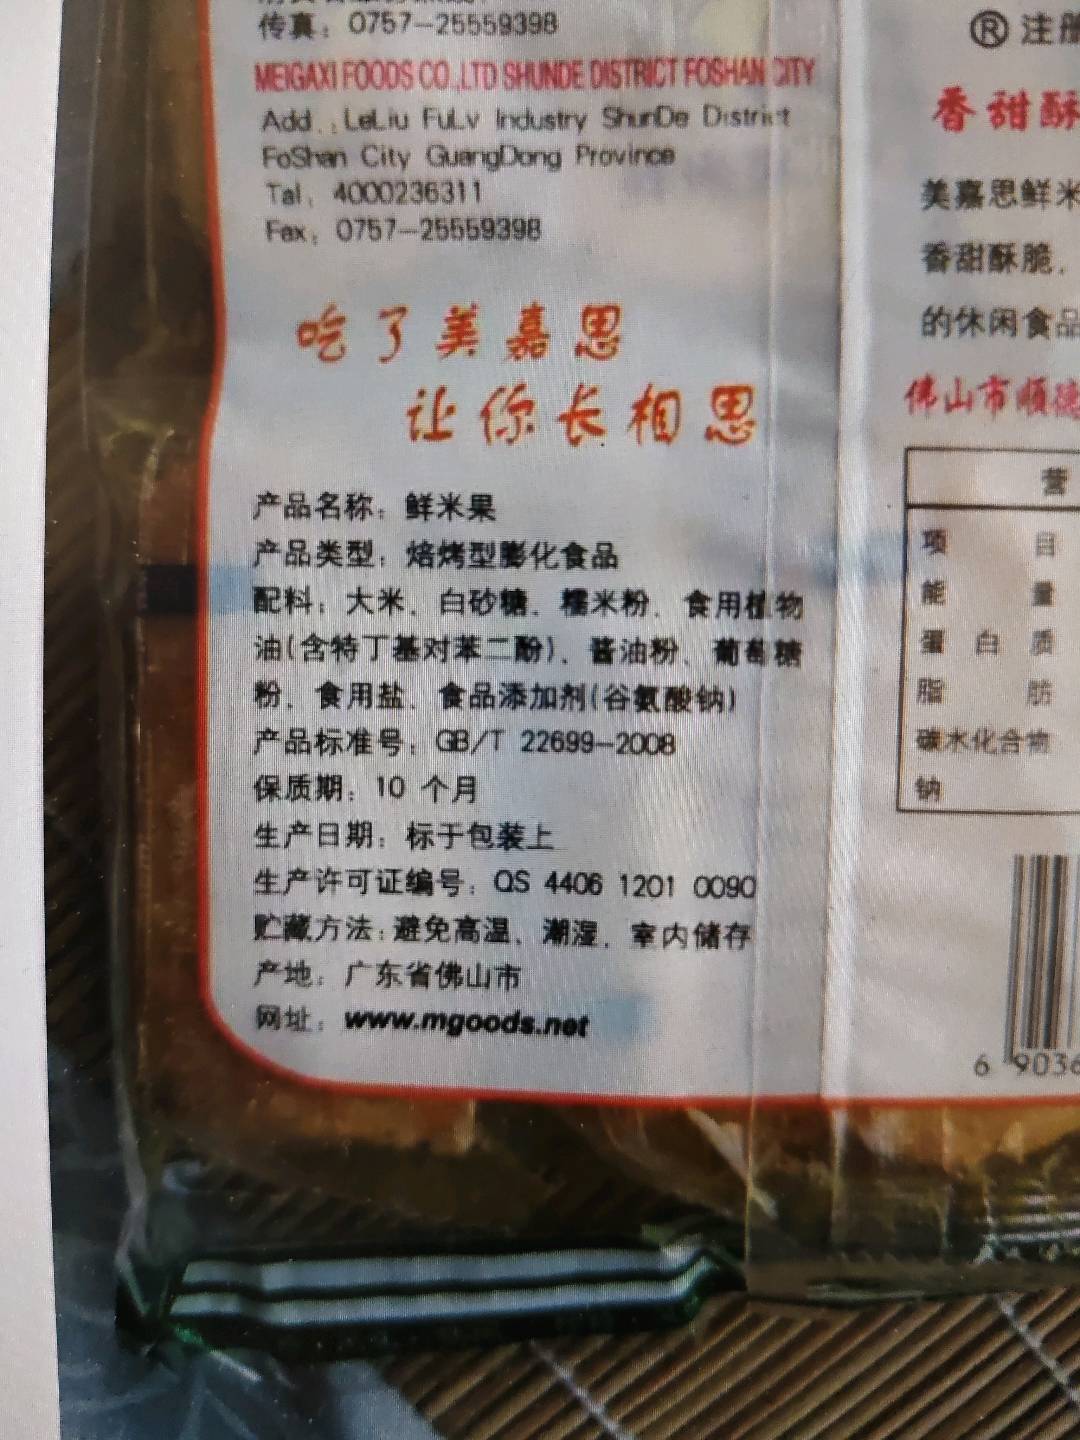 传真：0757-25559398
MEIGAXI FOODS CO.,LTD SHUNDE DISTRICT FOSHAN CITY
Add.:LeLiu FuLv Industry ShunDe District
FoShan City GuangDong Province
Tal：4000236311
Fax：0757-25559398
吃了美嘉思
让你长相思
产品名称：鲜米果
产品类型：焙烤型膨化食品
配料：大米、白砂糖、糯米粉、食用植物
油(含特丁基对苯二酚)、酱油粉、葡萄糖
粉、食用盐、食品添加剂(谷氨酸钠)
产品标准号：GB/T 22699-2008
保质期：10 个月
生产日期：标于包装上
生产许可证编号：QS 4406 1201 0090
贮藏方法：避免高温、潮湿，室内储存
产地：广东省佛山市
网址：www.mgoods.net
®注册
香甜酥
美嘉思鲜米
香甜酥脆，
的休闲食品
佛山市顺德
营
项目
能量
蛋白质
脂肪
碳水化合物
钠
6 9036